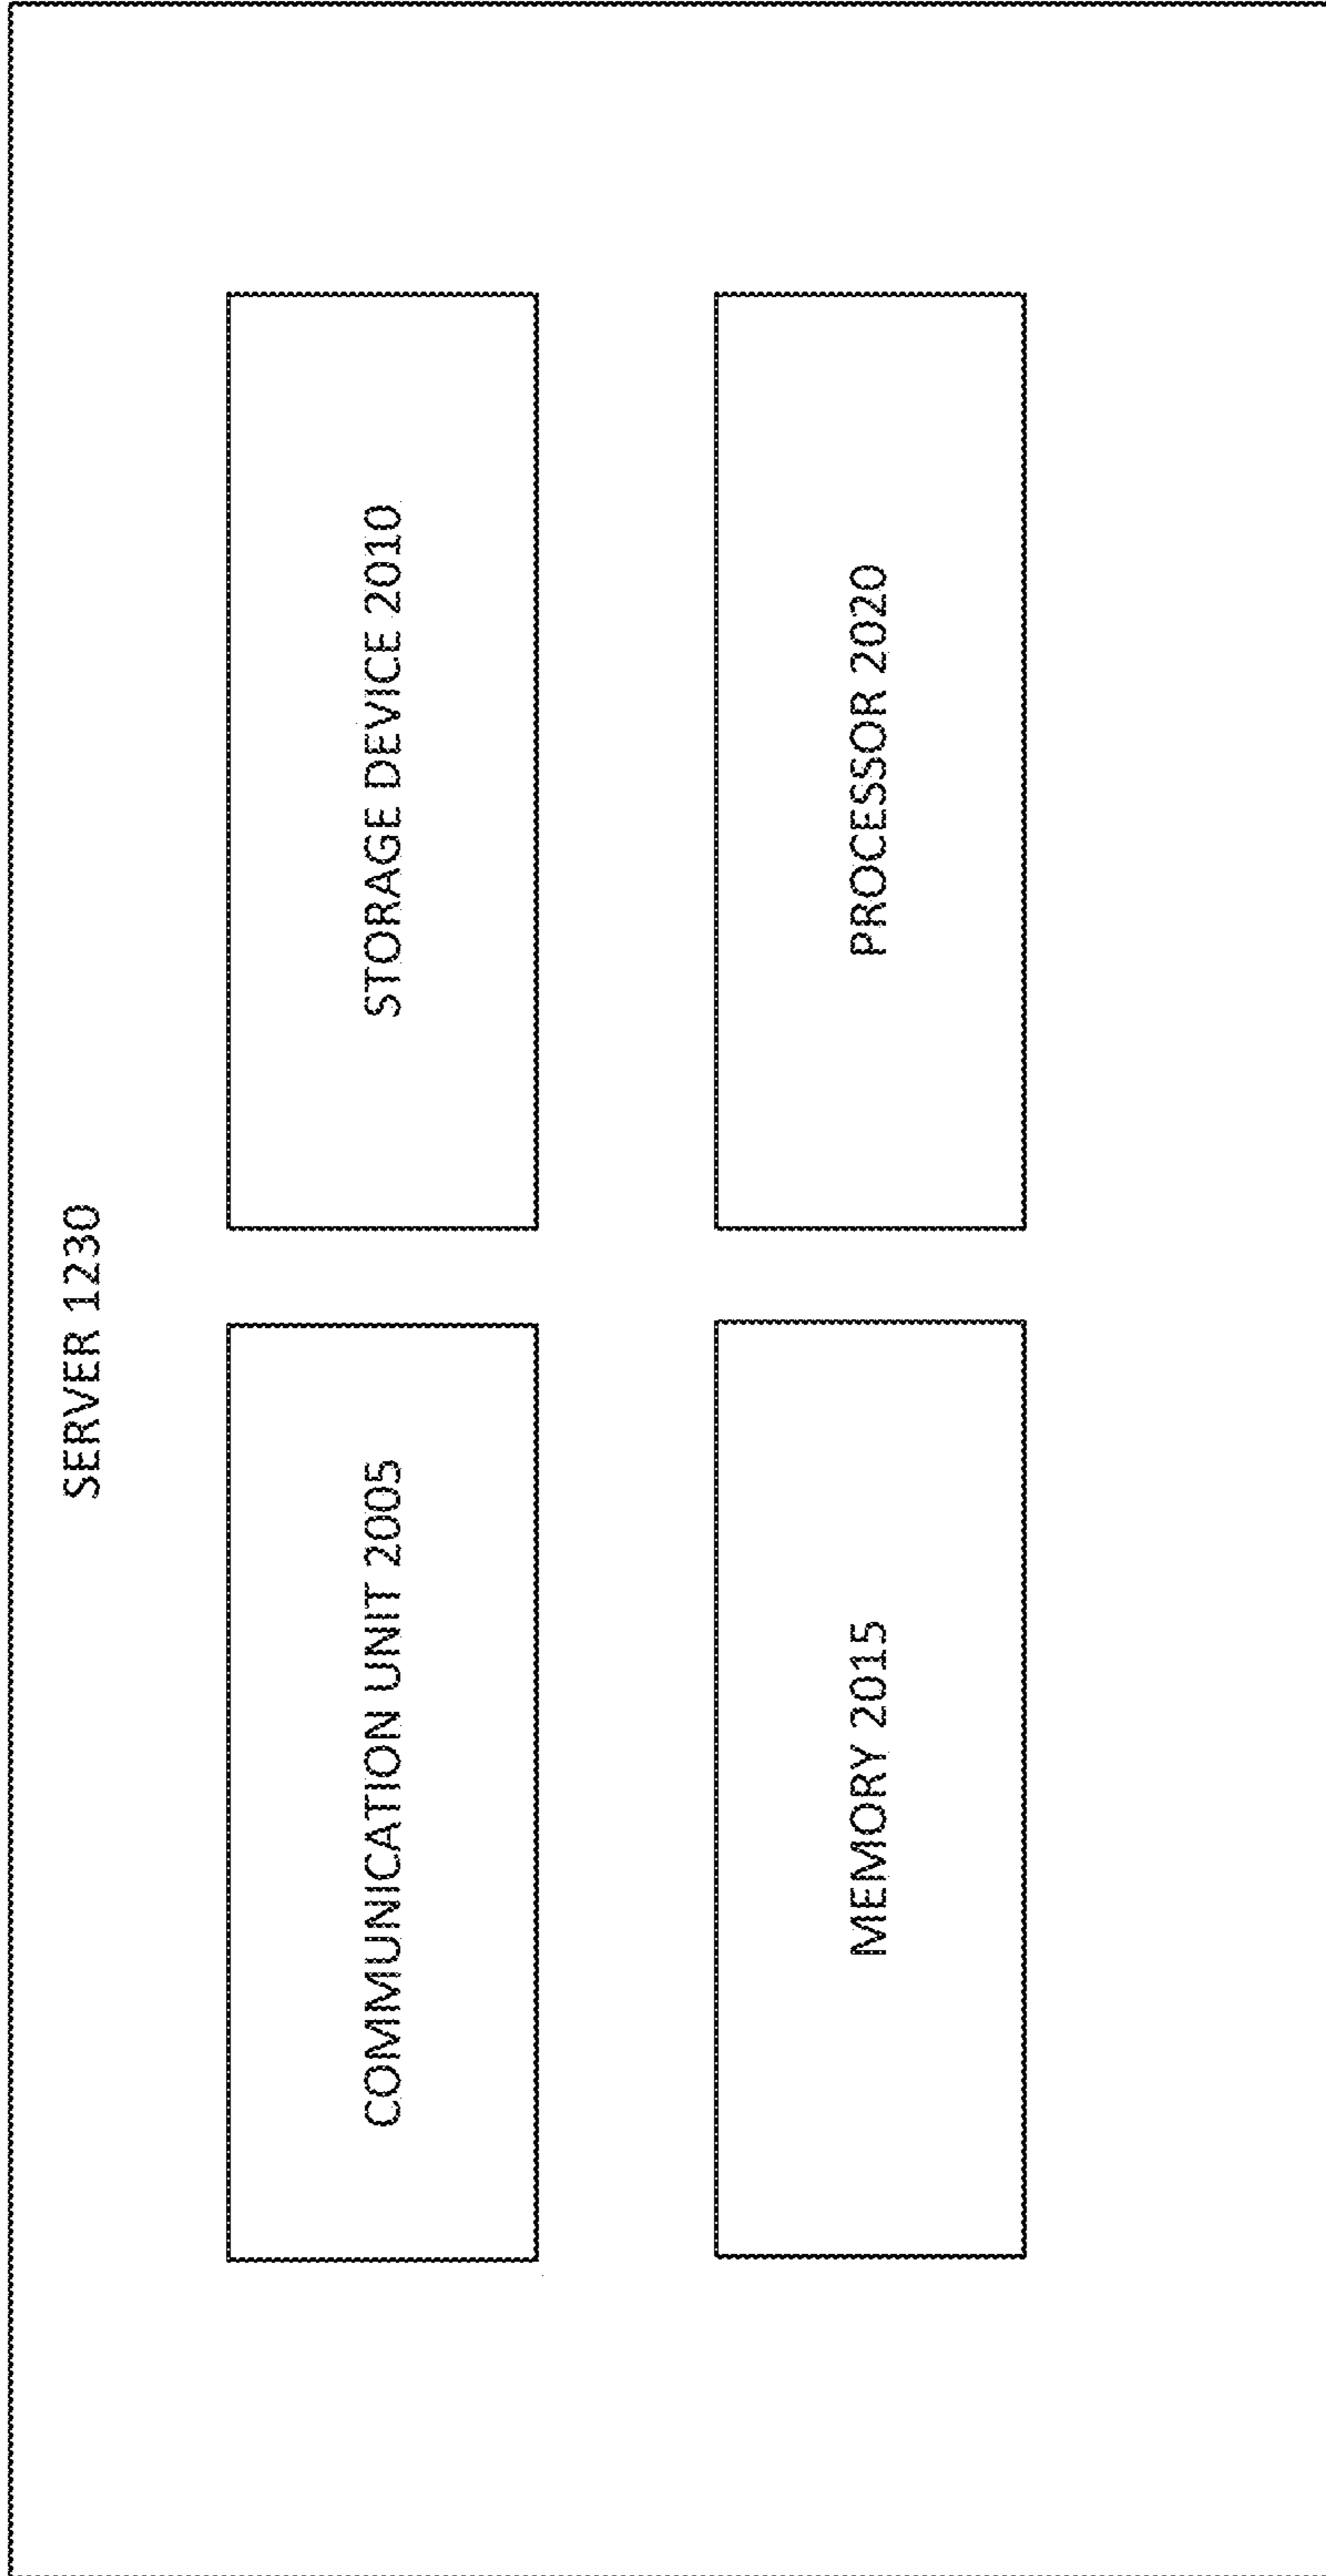 SERVER 1230
COMMUNICATION UNIT 2005
STORAGE DEVICE 2010
MEMORY 2015
PROCESSOR 2020